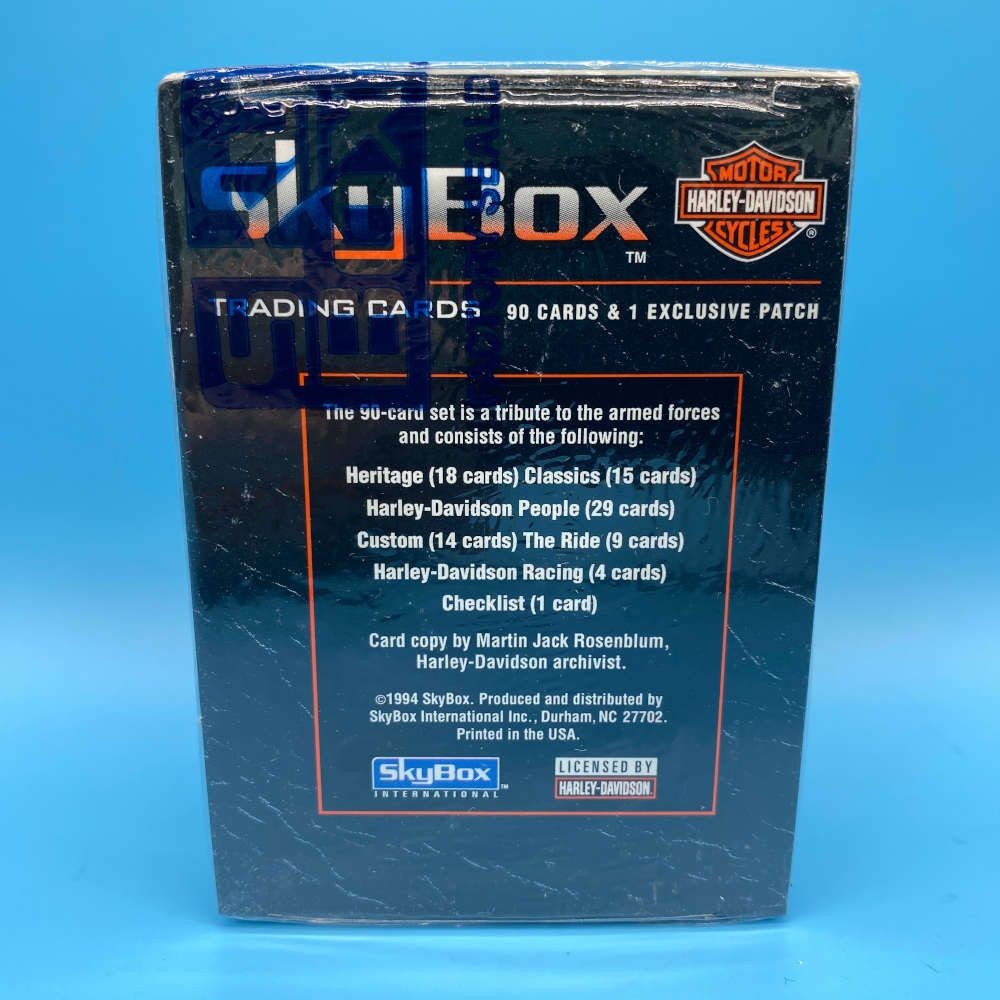 SkyBox™
MOTOR
HARLEY-DAVIDSON
CYCLES®
TRADING CARDS 90 CARDS & 1 EXCLUSIVE PATCH
FACTORY SEALED
The 90-card set is a tribute to the armed forces
and consists of the following:
Heritage (18 cards) Classics (15 cards)
Harley-Davidson People (29 cards)
Custom (14 cards) The Ride (9 cards)
Harley-Davidson Racing (4 cards)
Checklist (1 card)
Card copy by Martin Jack Rosenblum,
Harley-Davidson archivist.
©1994 SkyBox. Produced and distributed by
SkyBox International Inc., Durham, NC 27702.
Printed in the USA.
SkyBox™
INTERNATIONAL
LICENSED BY
HARLEY-DAVIDSON